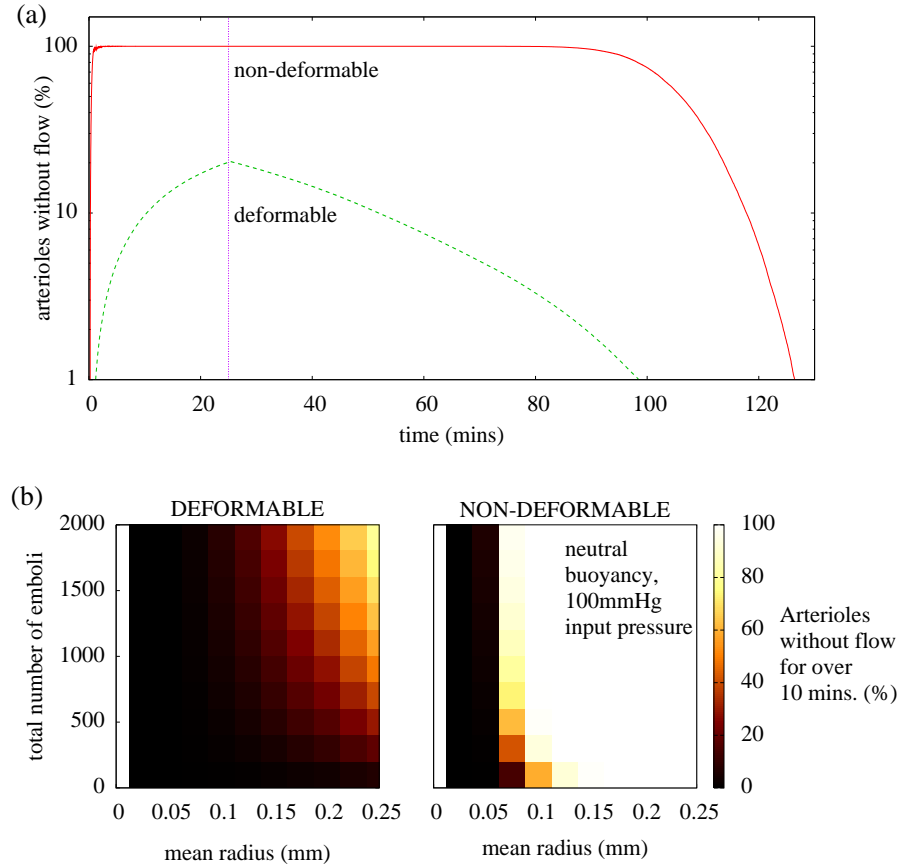 (a)
100
10
1
arterioles without flow (%)
non-deformable
deformable
0 20 40 60 80 100 120
time (mins)
(b)
DEFORMABLE
NON-DEFORMABLE
2000
1500
1000
500
0
total number of emboli
0 0.05 0.1 0.15 0.2 0.25
mean radius (mm)
neutral
buoyancy,
100mmHg
input pressure
0 0.05 0.1 0.15 0.2 0.25
mean radius (mm)
100
80
60
40
20
0
Arterioles
without flow
for over
10 mins. (%)